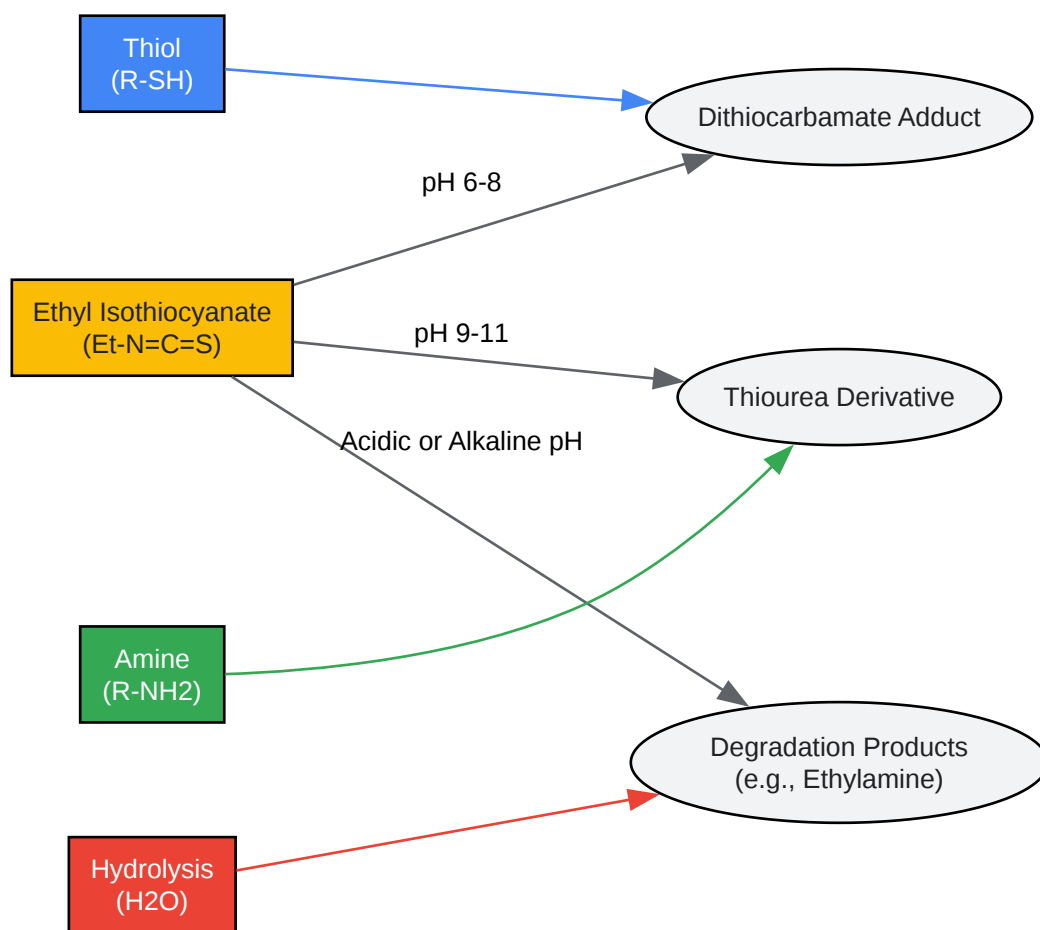 Thiol
(R-SH)
Dithiocarbamate Adduct
pH 6-8
Ethyl Isothiocyanate
(Et-N=C=S)
pH 9-11
Thiourea Derivative
Acidic or Alkaline pH
Amine
(R-NH2)
Degradation Products
(e.g., Ethylamine)
Hydrolysis
(H2O)